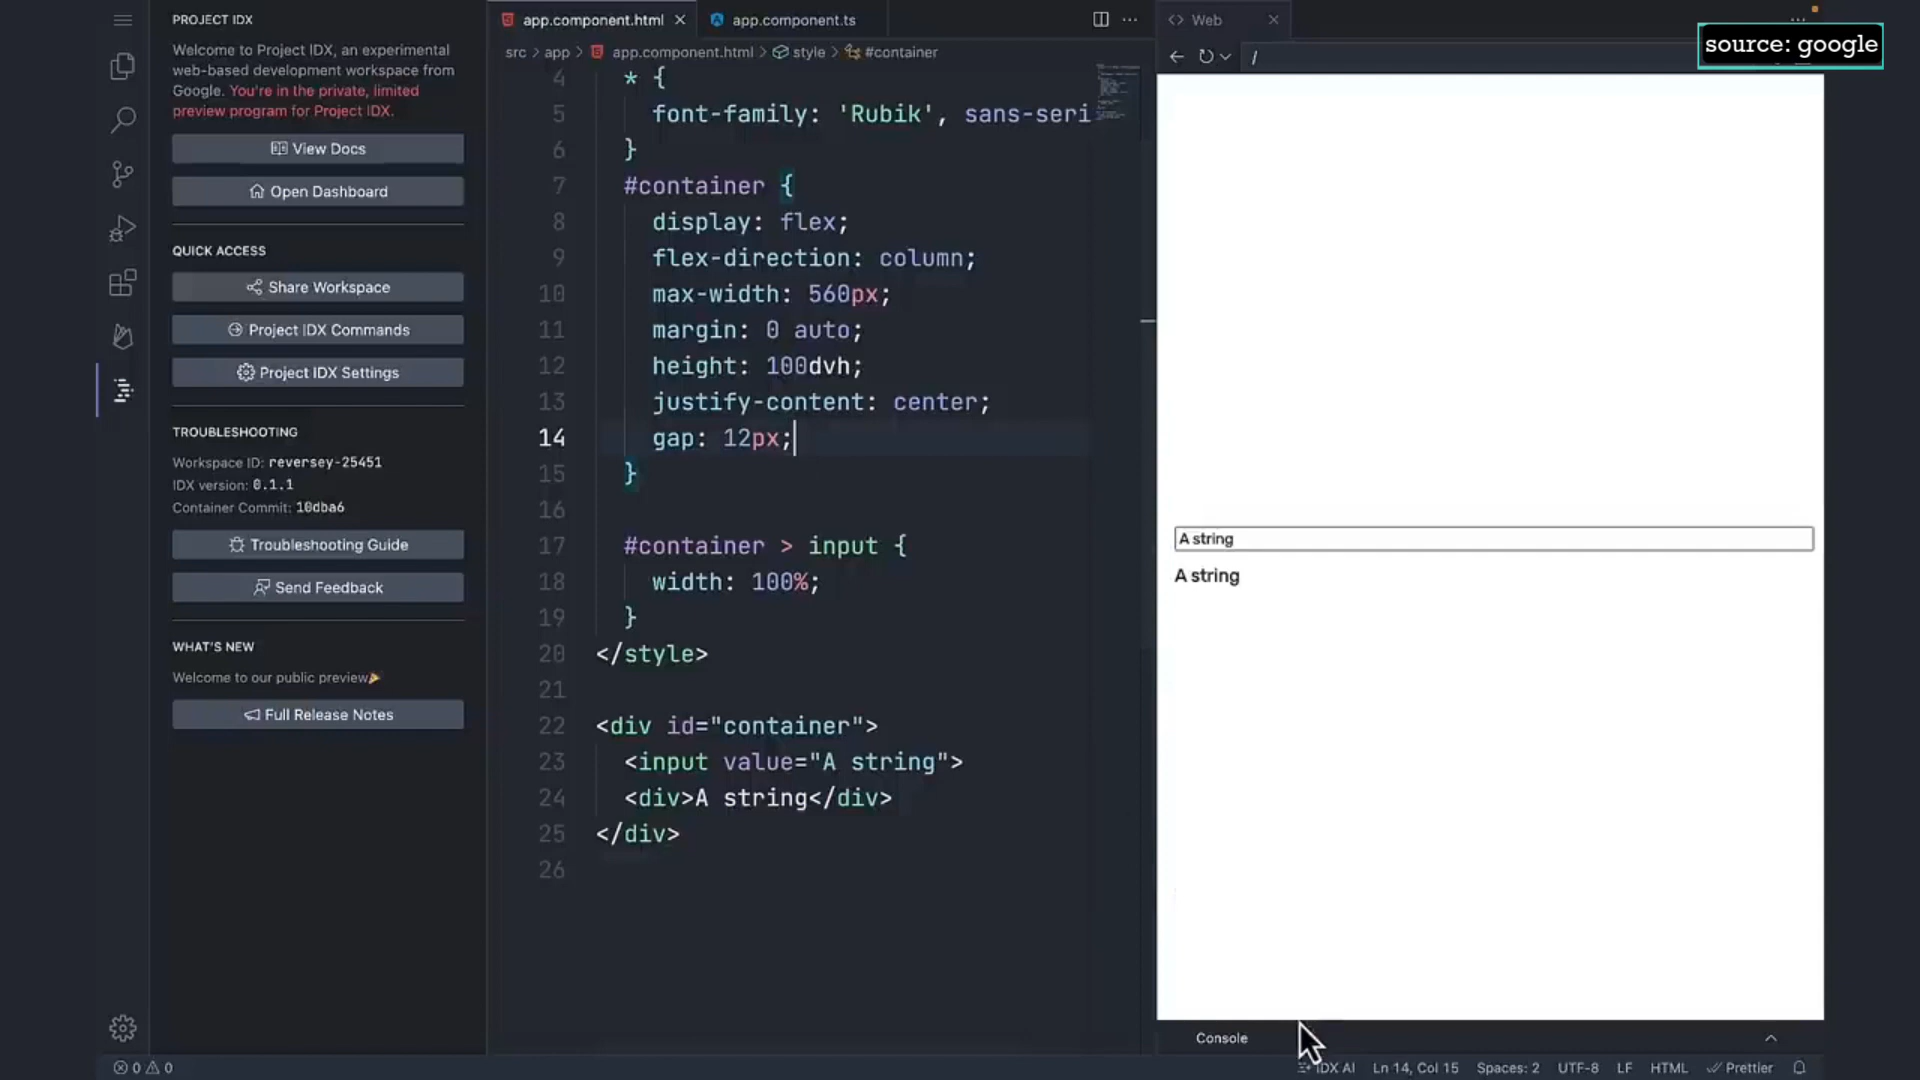 PROJECT IDX
Welcome to Project IDX, an experimental
web-based development workspace from
Google. You're in the private, limited
preview program for Project IDX.
View Docs
Open Dashboard
QUICK ACCESS
Share Workspace
Project IDX Commands
Project IDX Settings
TROUBLESHOOTING
Workspace ID: reversey-25451
IDX version: 0.1.1
Container Commit: 10dba6
Troubleshooting Guide
Send Feedback
WHAT'S NEW
Welcome to our public preview🎉
Full Release Notes
app.component.html
app.component.ts
src > app > app.component.html > style > #container
4 * {
5 font-family: 'Rubik', sans-seri
6 }
7 #container {
8 display: flex;
9 flex-direction: column;
10 max-width: 560px;
11 margin: 0 auto;
12 height: 100dvh;
13 justify-content: center;
14 gap: 12px;
15 }
16
17 #container > input {
18 width: 100%;
19 }
20 </style>
21
22 <div id="container">
23 <input value="A string">
24 <div>A string</div>
25 </div>
26
<> Web
/
source: google
A string
A string
Console
0 0
IDX AI Ln 14, Col 15 Spaces: 2 UTF-8 LF HTML Prettier